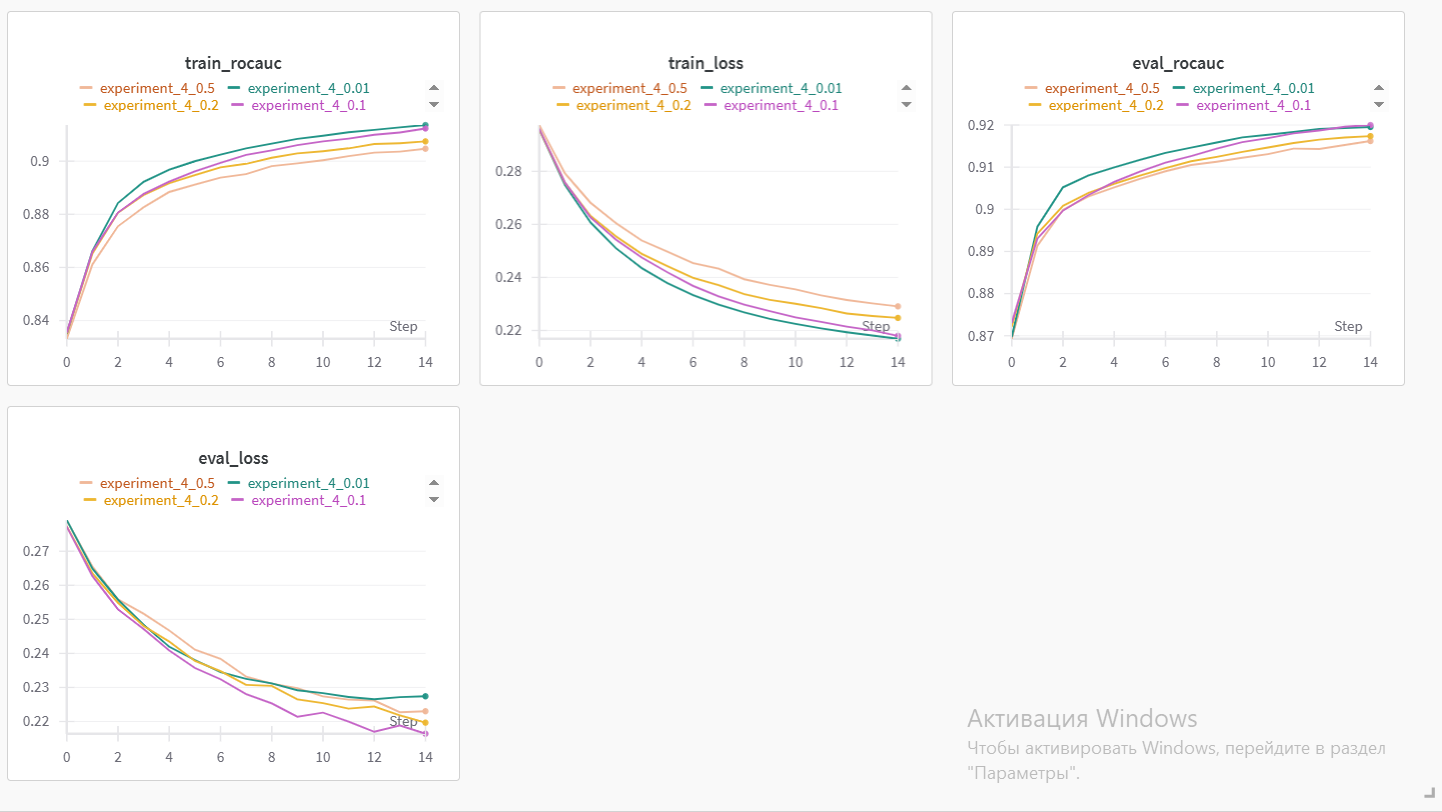 train_rocauc
experiment_4_0.5 experiment_4_0.01
experiment_4_0.2 experiment_4_0.1
0.9
0.88
0.86
0.84
Step
0 2 4 6 8 10 12 14
train_loss
experiment_4_0.5 experiment_4_0.01
experiment_4_0.2 experiment_4_0.1
0.28
0.26
0.24
0.22
Step
0 2 4 6 8 10 12 14
eval_rocauc
experiment_4_0.5 experiment_4_0.01
experiment_4_0.2 experiment_4_0.1
0.92
0.91
0.9
0.89
0.88
0.87
Step
0 2 4 6 8 10 12 14
eval_loss
experiment_4_0.5 experiment_4_0.01
experiment_4_0.2 experiment_4_0.1
0.27
0.26
0.25
0.24
0.23
0.22
Step
0 2 4 6 8 10 12 14
Активация Windows
Чтобы активировать Windows, перейдите в раздел
"Параметры".